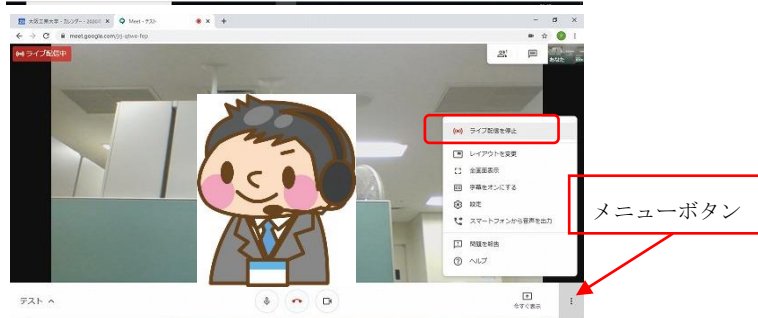 大阪工業大学 - カレンダー - 2020年
Meet - テスト
meet.google.com/jzj-qtwe-fep
ライブ配信中
あなた
ライブ配信を停止
レイアウトを変更
全画面表示
字幕をオンにする
設定
スマートフォンから音声を出力
問題を報告
ヘルプ
メニューボタン
テスト
今すぐ表示